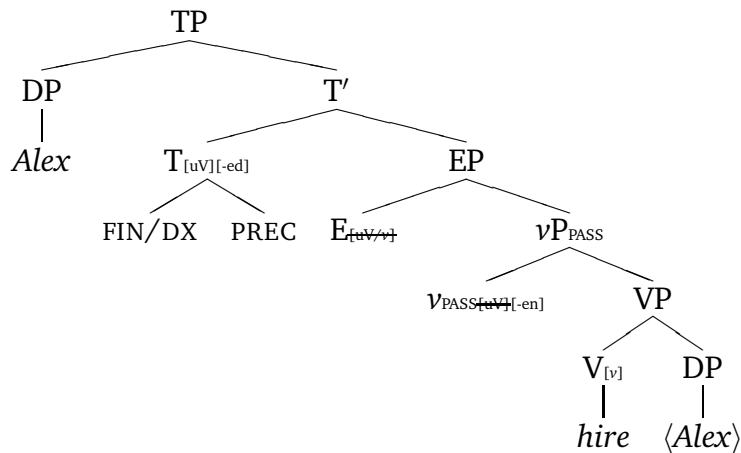 TP
DP T′
Alex T[uV][-ed] EP
FIN/DX PREC E[uV/v] vPPASS
vPASS[uV][-en] VP
V[v] DP
hire ⟨Alex⟩